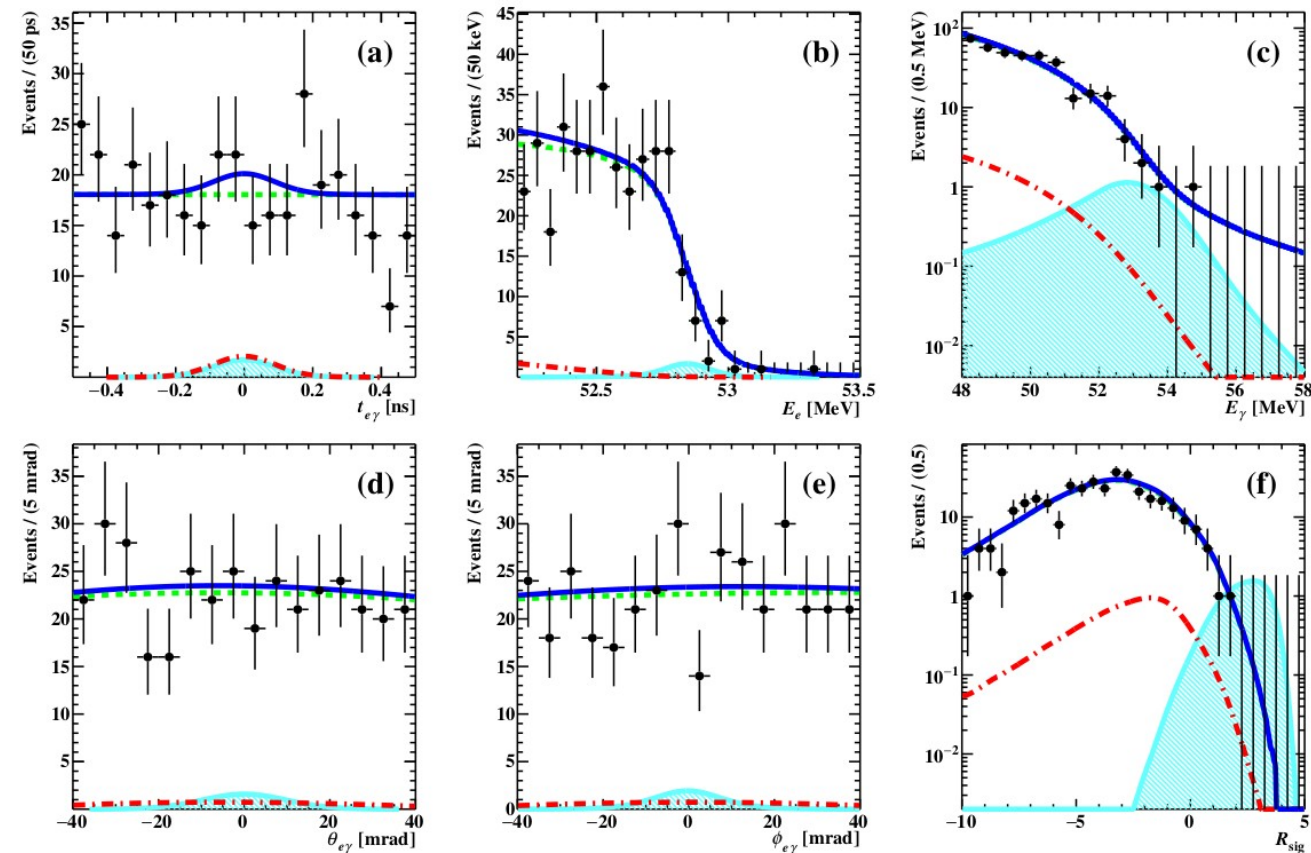 Events / (50 ps)
35
30
25
20
15
10
5
(a)
−0.4 −0.2 0 0.2 0.4
t_{eγ} [ns]
Events / (50 keV)
45
40
35
30
25
20
15
10
5
(b)
52.5 53 53.5
E_e [MeV]
Events / (0.5 MeV)
10²
10
1
10⁻¹
10⁻²
(c)
48 50 52 54 56 58
E_γ [MeV]
Events / (5 mrad)
35
30
25
20
15
10
5
0
(d)
−40 −20 0 20 40
θ_{eγ} [mrad]
Events / (5 mrad)
35
30
25
20
15
10
5
0
(e)
−40 −20 0 20 40
ϕ_{eγ} [mrad]
Events / (0.5)
10²
10
1
10⁻¹
10⁻²
(f)
−10 −5 0 5
R_sig